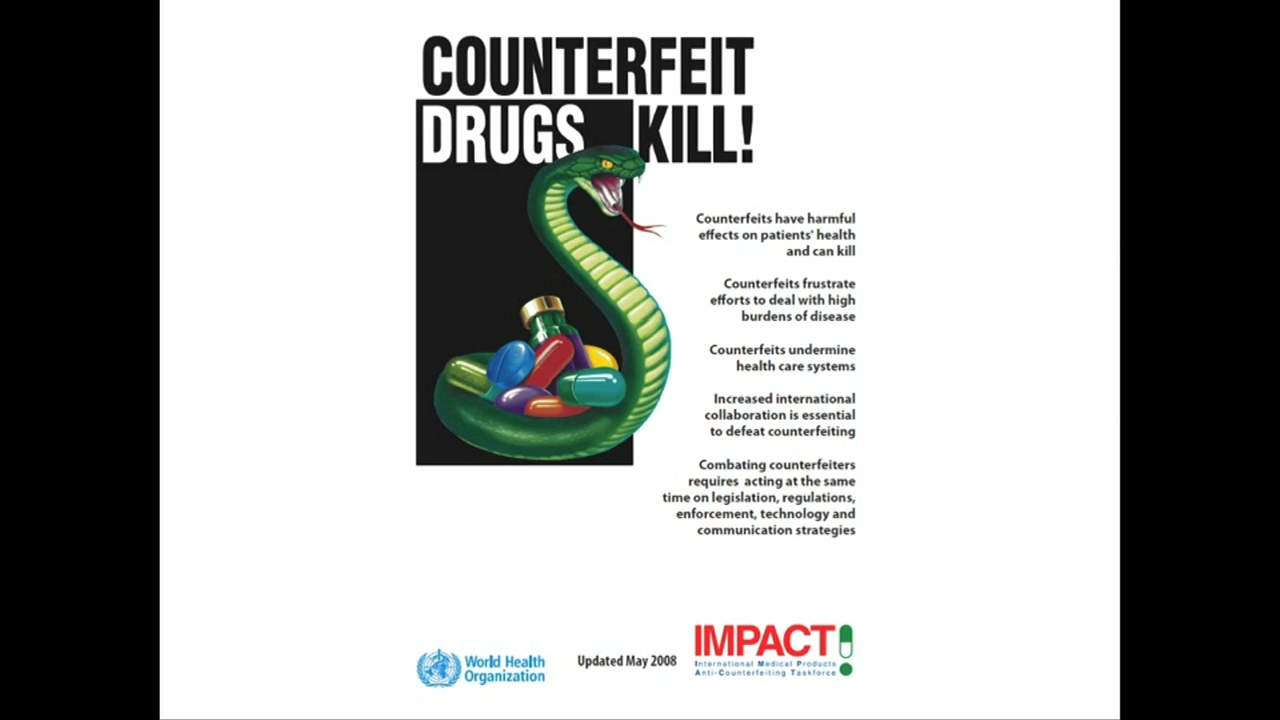 COUNTERFEIT
DRUGS KILL!
Counterfeits have harmful
effects on patients' health
and can kill
Counterfeits frustrate
efforts to deal with high
burdens of disease
Counterfeits undermine
health care systems
Increased international
collaboration is essential
to defeat counterfeiting
Combating counterfeiters
requires acting at the same
time on legislation, regulations,
enforcement, technology and
communication strategies
World Health
Organization
Updated May 2008
IMPACT!
International Medical Products
Anti-Counterfeiting Taskforce